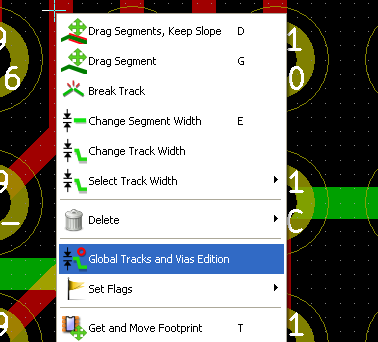 Drag Segments, Keep Slope D
Drag Segment G
Break Track
Change Segment Width E
Change Track Width
Select Track Width
Delete
Global Tracks and Vias Edition
Set Flags
Get and Move Footprint T
9
6
1
0
9
1
C
9
1